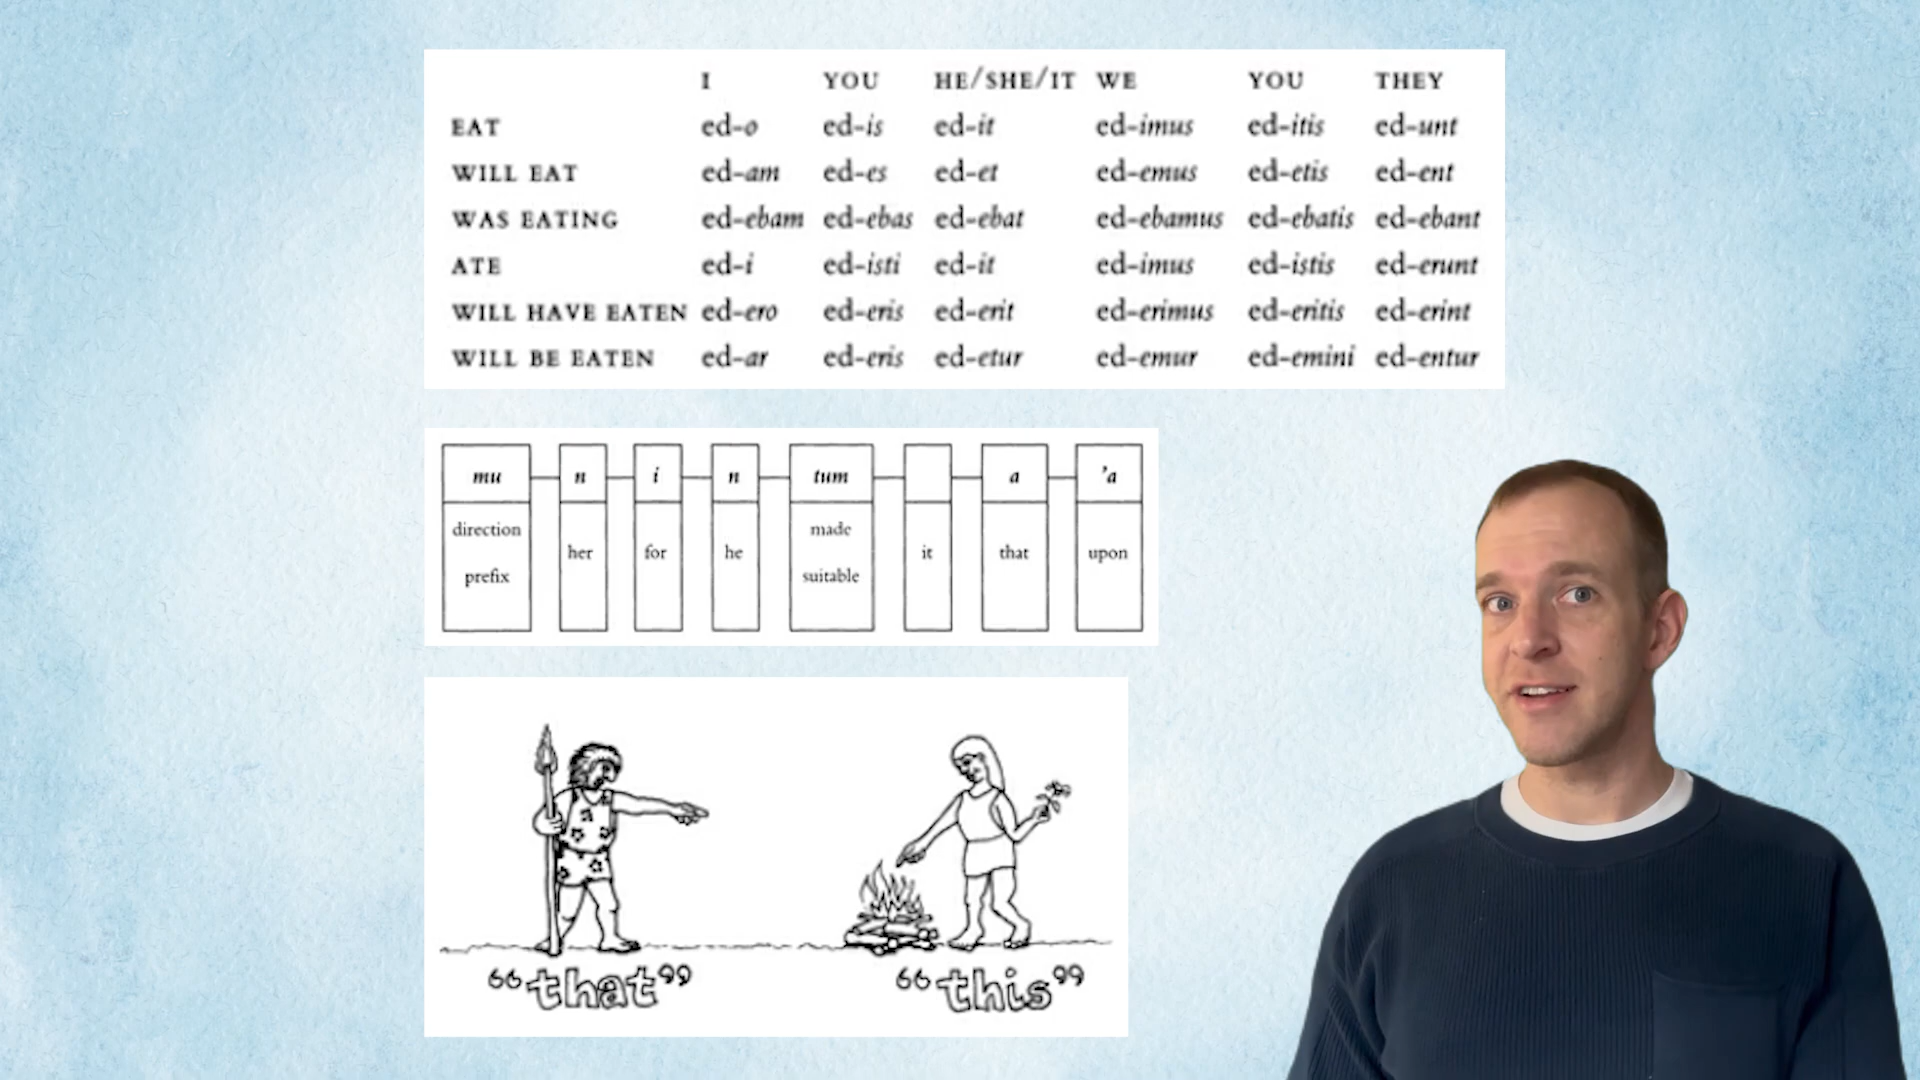 I YOU HE/SHE/IT WE YOU THEY
EAT ed-o ed-is ed-it ed-imus ed-itis ed-unt
WILL EAT ed-am ed-es ed-et ed-emus ed-etis ed-ent
WAS EATING ed-ebam ed-ebas ed-ebat ed-ebamus ed-ebatis ed-ebant
ATE ed-i ed-isti ed-it ed-imus ed-istis ed-erunt
WILL HAVE EATEN ed-ero ed-eris ed-erit ed-erimus ed-eritis ed-erint
WILL BE EATEN ed-ar ed-eris ed-etur ed-emur ed-emini ed-entur
mu n i n tum a ’a
direction made
her for he it that upon
prefix suitable
“that” “this”